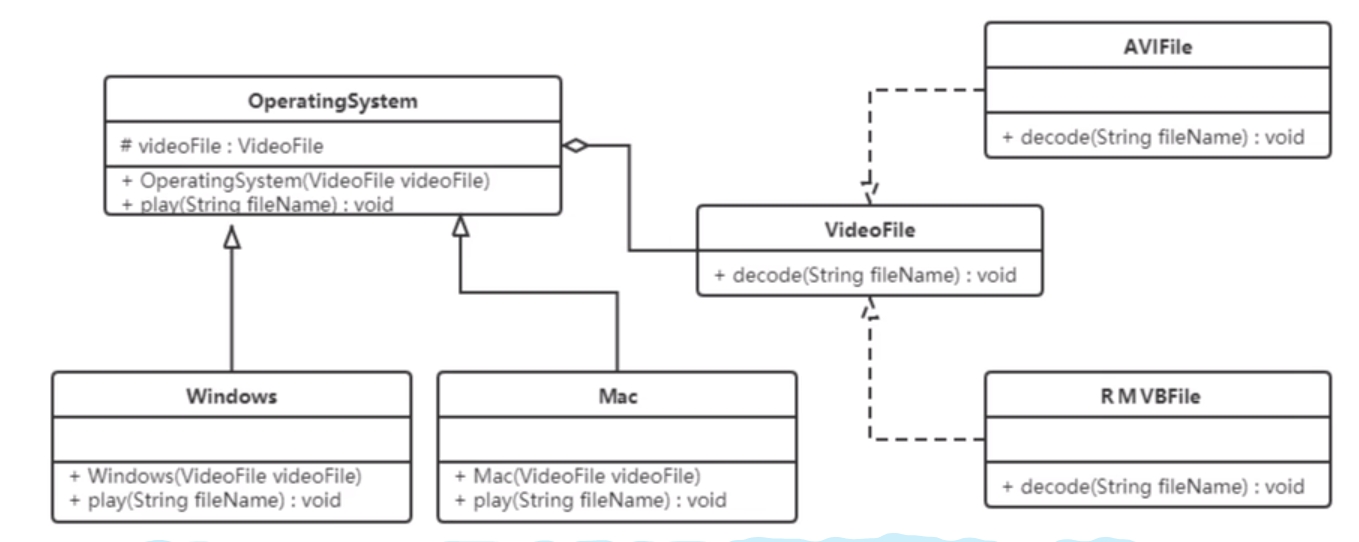 AVIFile
+ decode(String fileName) : void
OperatingSystem
# videoFile : VideoFile
+ OperatingSystem(VideoFile videoFile)
+ play(String fileName) : void
VideoFile
+ decode(String fileName) : void
Windows
+ Windows(VideoFile videoFile)
+ play(String fileName) : void
Mac
+ Mac(VideoFile videoFile)
+ play(String fileName) : void
RMVBFile
+ decode(String fileName) : void